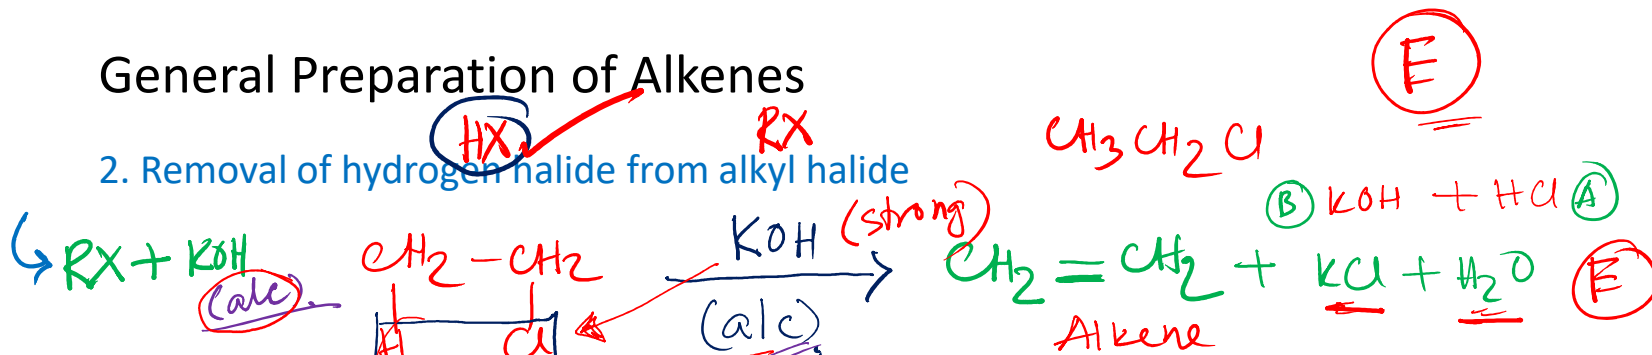 General Preparation of Alkenes
E
HX RX CH3CH2Cl
2. Removal of hydrogen halide from alkyl halide
(B) KOH + HCl (A)
RX + KOH (alc). CH2 - CH2 KOH (strong) CH2 = CH2 + KCl + H2O E
H Cl (alc) Alkene